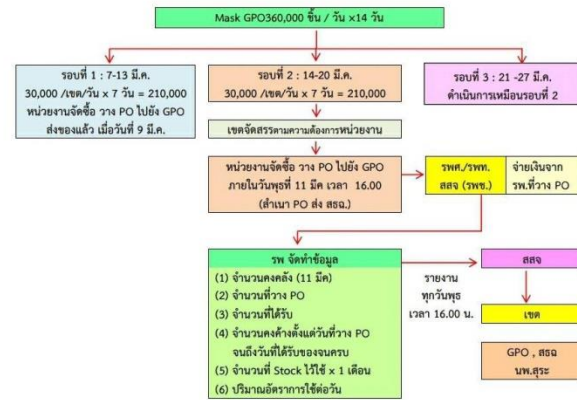 Mask GPO360,000 ชิ้น / วัน ×14 วัน
รอบที่ 1 : 7-13 มี.ค.
30,000 /เขต/วัน x 7 วัน = 210,000
หน่วยงานจัดซื้อ วาง PO ไปยัง GPO
ส่งของแล้ว เมื่อวันที่ 9 มี.ค.
รอบที่ 2 : 14-20 มี.ค.
30,000 /เขต/วัน x 7 วัน = 210,000
รอบที่ 3 : 21 -27 มี.ค.
ดำเนินการเหมือนรอบที่ 2
เขตจัดสรรตามความต้องการหน่วยงาน
หน่วยงานจัดซื้อ วาง PO ไปยัง GPO
ภายในวันพุธที่ 11 มีค เวลา 16.00
(สำเนา PO ส่ง สธฉ.)
รพศ./รพท.
สสจ (รพช.)
จ่ายเงินจาก
รพ.ที่วาง PO
รพ จัดทำข้อมูล
(1) จำนวนคงคลัง (11 มีค)
(2) จำนวนที่วาง PO
(3) จำนวนที่ได้รับ
(4) จำนวนคงค้างตั้งแต่วันที่วาง PO
จนถึงวันที่ได้รับของจนครบ
(5) จำนวนที่ Stock ไว้ใช้ x 1 เดือน
(6) ปริมาณอัตราการใช้ต่อวัน
รายงาน
ทุกวันพุธ
เวลา 16.00 น.
สสจ
เขต
GPO , สธฉ
นพ.สุระ